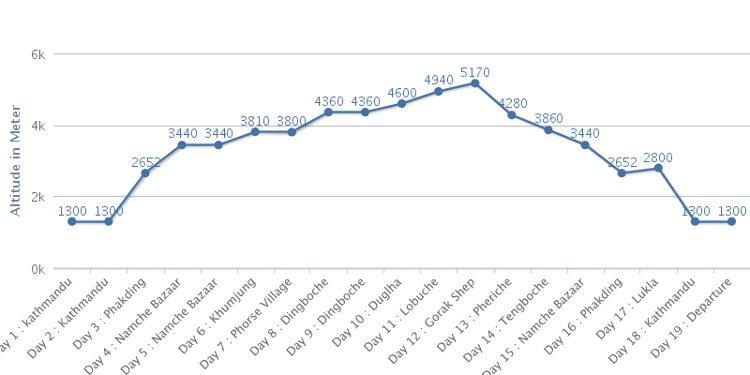 6k
4k
2k
0k
Altitude in Meter
1300
1300
2652
3440
3440
3810
3800
4360
4360
4600
4940
5170
4280
3860
3440
2652
2800
1300
1300
ay 1 : kathmandu
Day 2 : Kathmandu
Day 3 : Phakding
Day 4 : Namche Bazaar
Day 5 : Namche Bazaar
Day 6 : Khumjung
Day 7 : Phorse Village
Day 8 : Dingboche
Day 9 : Dingboche
Day 10 : Duglha
Day 11 : Lobuche
Day 12 : Gorak Shep
Day 13 : Pheriche
Day 14 : Tengboche
Day 15 : Namche Bazaar
Day 16 : Phakding
Day 17 : Lukla
Day 18 : Kathmandu
Day 19 : Departure